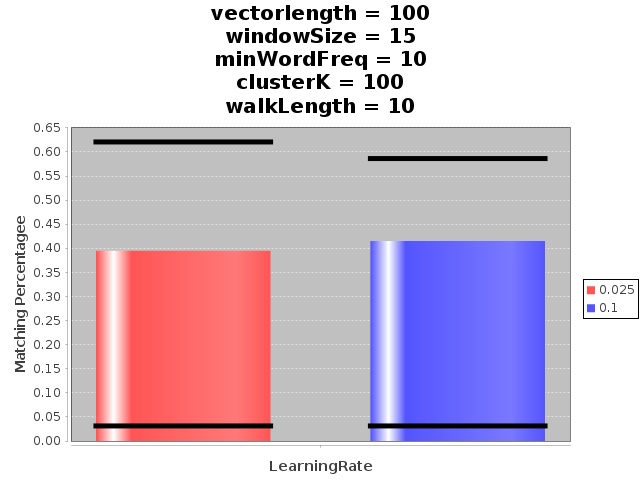 vectorlength = 100
windowSize = 15
minWordFreq = 10
clusterK = 100
walkLength = 10
0.65
0.60
0.55
0.50
0.45
0.40
0.35
0.30
0.25
0.20
0.15
0.10
0.05
0.00
Matching Percentagee
LearningRate
0.025
0.1